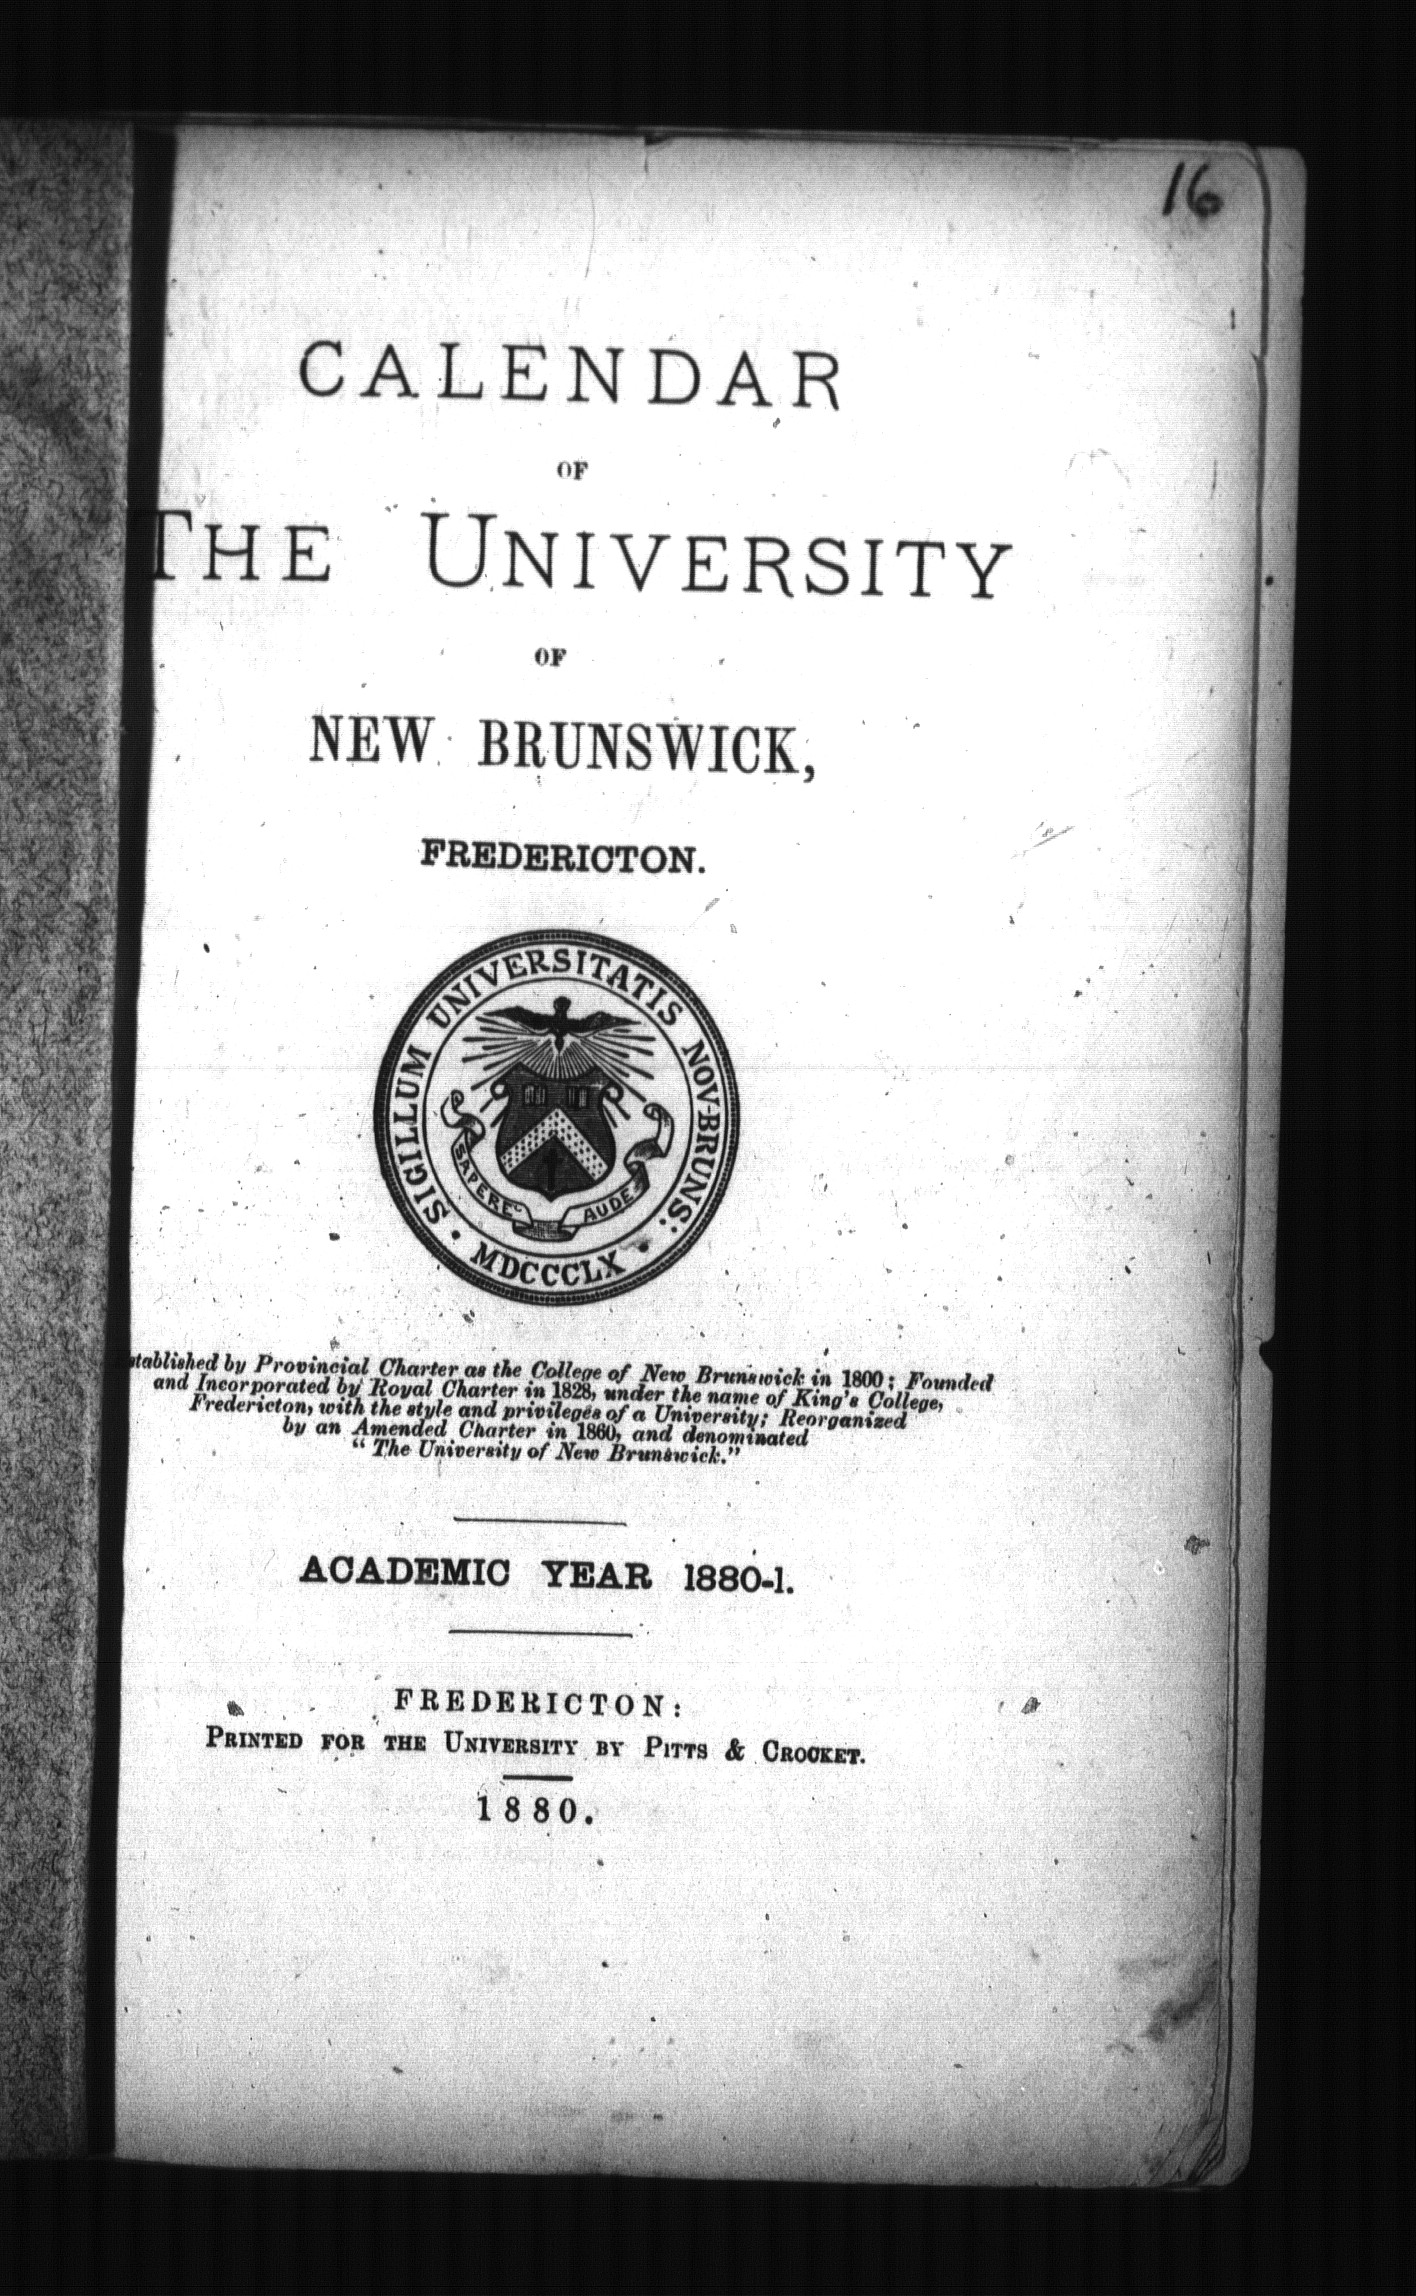 16
CALENDAR
OF
THE UNIVERSITY
OF
NEW BRUNSWICK,
FREDERICTON.
SIGILLUM UNIVERSITATIS NOV-BRUNS:
SAPERE AUDE
MDCCCLX
stablished by Provincial Charter as the College of New Brunswick in 1800; Founded
and Incorporated by Royal Charter in 1828, under the name of King's College,
Fredericton, with the style and privileges of a University; Reorganized
by an Amended Charter in 1860, and denominated
“ The University of New Brunswick.”
ACADEMIC YEAR 1880-1.
FREDERICTON:
PRINTED FOR THE UNIVERSITY BY PITTS & CROCKET.
1880.